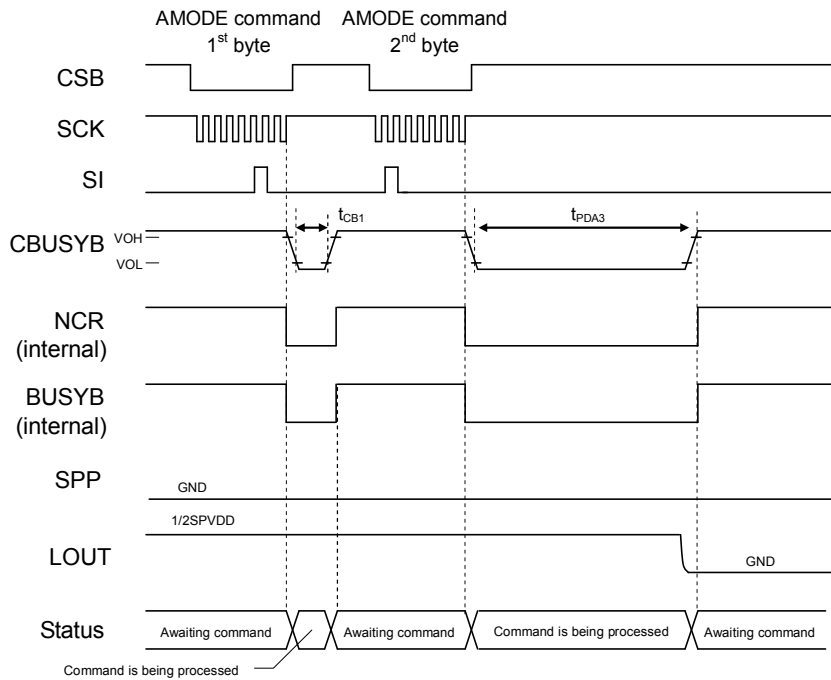 AMODE command
1st byte
AMODE command
2nd byte
CSB
SCK
SI
tCB1
tPDA3
CBUSYB
VOH
VOL
NCR
(internal)
BUSYB
(internal)
SPP
GND
1/2SPVDD
LOUT
GND
Status
Awaiting command
Awaiting command
Command is being processed
Awaiting command
Command is being processed